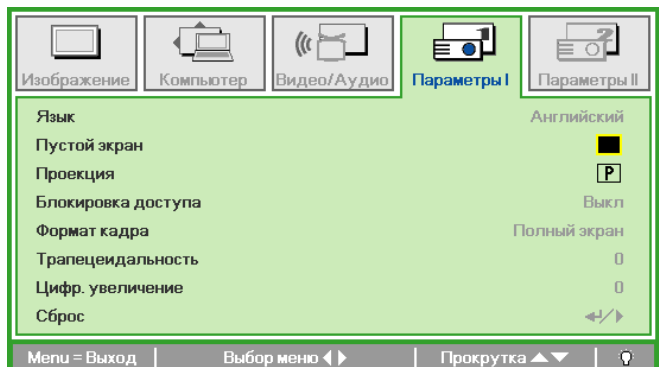 Изображение
Компьютер
Видео/Аудио
Параметры I
Параметры II
Язык Английский
Пустой экран
Проекция P
Блокировка доступа Выкл
Формат кадра Полный экран
Трапецеидальность 0
Цифр. увеличение 0
Сброс
Menu = Выход Выбор меню Прокрутка